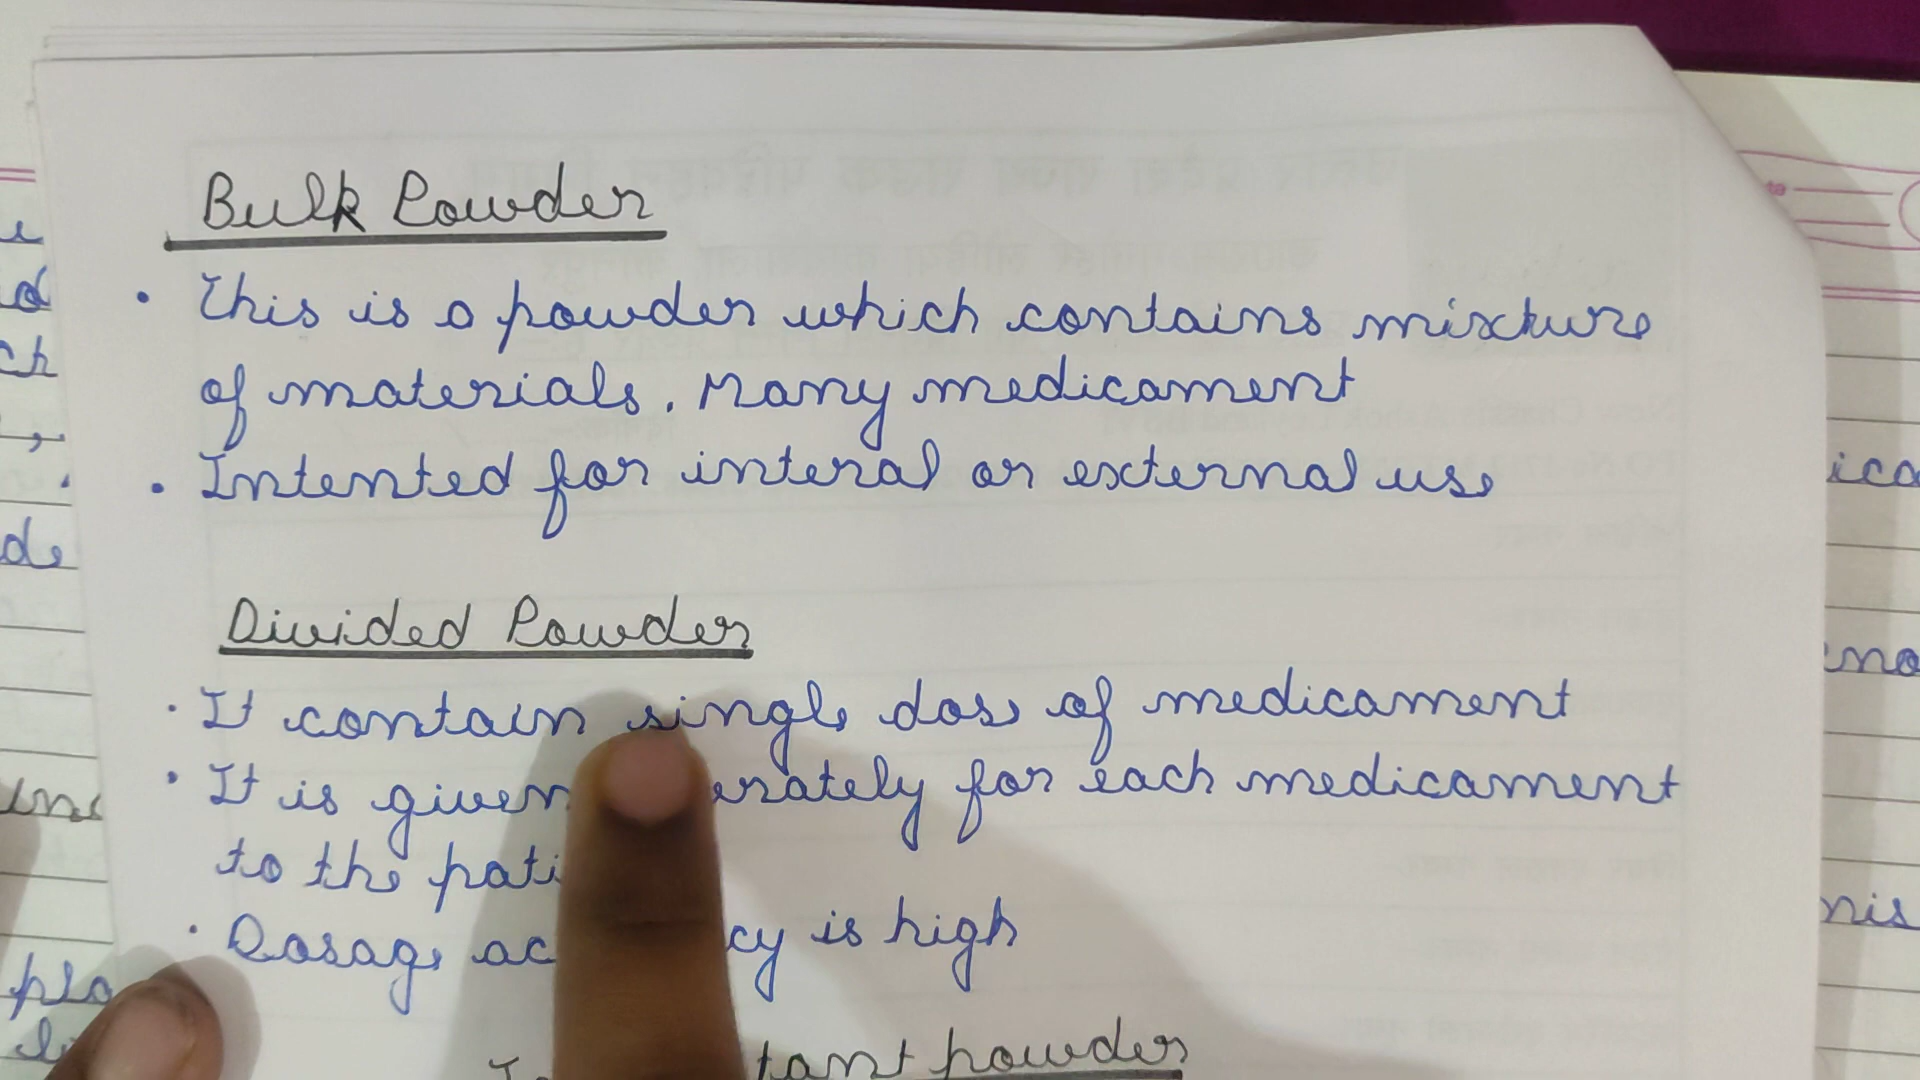 Bulk Powder
• This is a powder which contains mixture
of materials. Many medicament
• Intented for interal or external use
Divided Powder
• It contain single dose of medicament
• It is given for each medicament
to the
• Dosage is high
powder